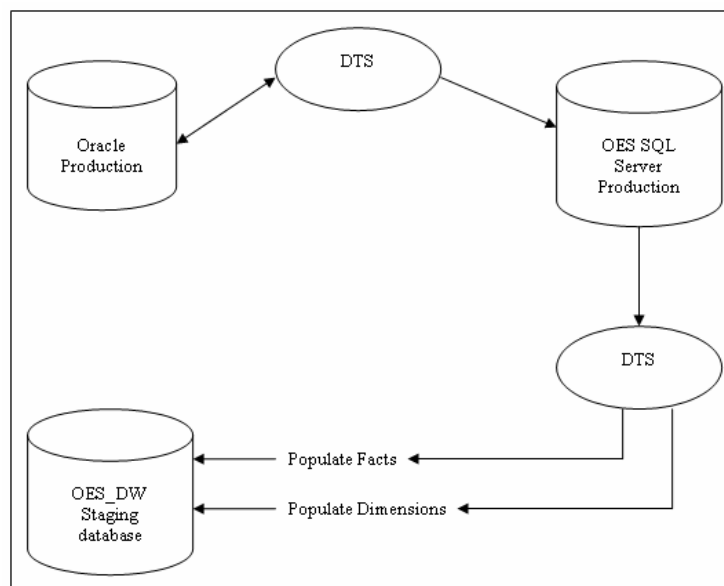 DTS
Oracle
Production
OES SQL
Server
Production
DTS
Populate Facts
OES_DW
Staging
database
Populate Dimensions